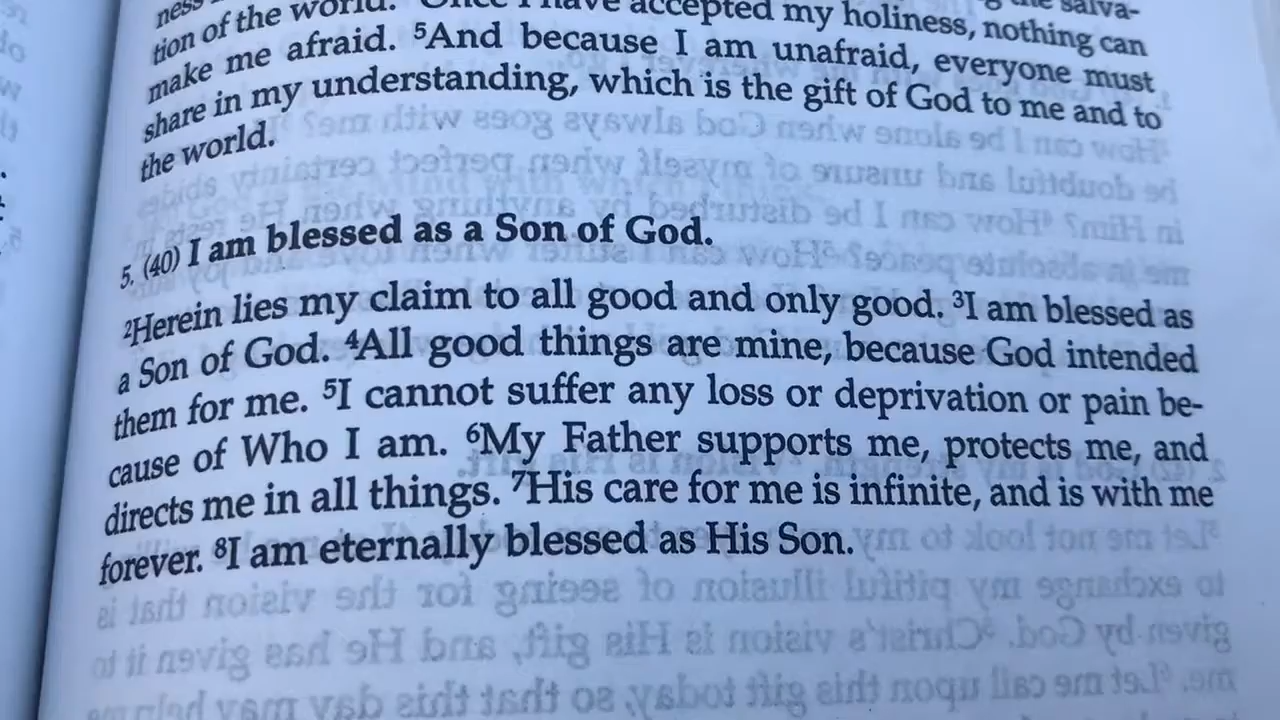 ness
the salva-
tion of the world. Once I have accepted my holiness, nothing can
make me afraid. ⁵And because I am unafraid, everyone must
share in my understanding, which is the gift of God to me and to
the world.
5. (40) I am blessed as a Son of God.
²Herein lies my claim to all good and only good. ³I am blessed as
a Son of God. ⁴All good things are mine, because God intended
them for me. ⁵I cannot suffer any loss or deprivation or pain be-
cause of Who I am. ⁶My Father supports me, protects me, and
directs me in all things. ⁷His care for me is infinite, and is with me
forever. ⁸I am eternally blessed as His Son.